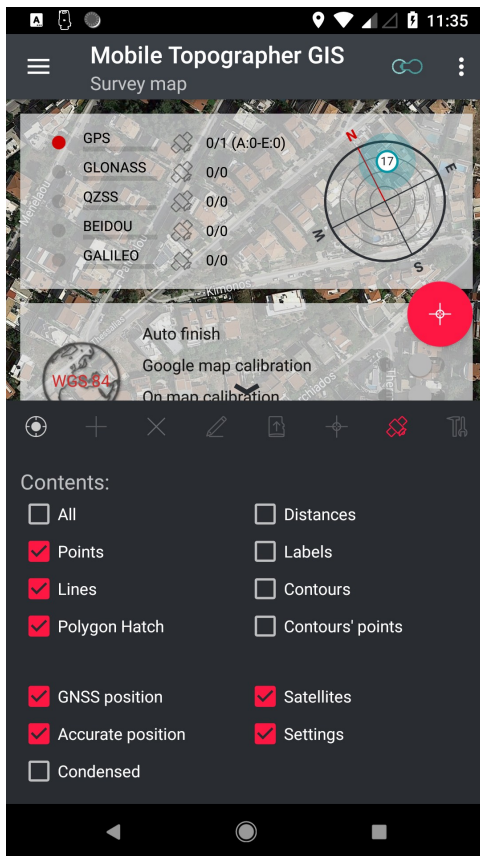 11:35
Mobile Topographer GIS
Survey map
GPS 0/1 (A:0-E:0)
GLONASS 0/0
QZSS 0/0
BEIDOU 0/0
GALILEO 0/0
N
17
E
W
S
Kimonos
Auto finish
Google map calibration
On map calibration
WGS 84
Contents:
All
Distances
Points
Labels
Lines
Contours
Polygon Hatch
Contours' points
GNSS position
Satellites
Accurate position
Settings
Condensed